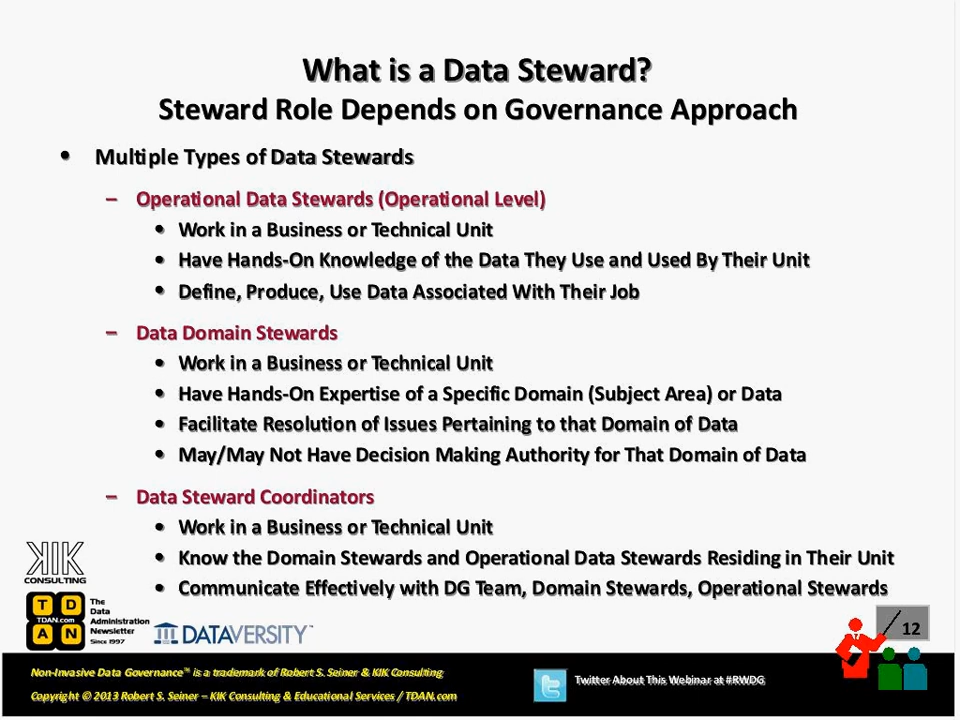 What is a Data Steward?
Steward Role Depends on Governance Approach
• Multiple Types of Data Stewards
– Operational Data Stewards (Operational Level)
• Work in a Business or Technical Unit
• Have Hands-On Knowledge of the Data They Use and Used By Their Unit
• Define, Produce, Use Data Associated With Their Job
– Data Domain Stewards
• Work in a Business or Technical Unit
• Have Hands-On Expertise of a Specific Domain (Subject Area) or Data
• Facilitate Resolution of Issues Pertaining to that Domain of Data
• May/May Not Have Decision Making Authority for That Domain of Data
– Data Steward Coordinators
• Work in a Business or Technical Unit
• Know the Domain Stewards and Operational Data Stewards Residing in Their Unit
• Communicate Effectively with DG Team, Domain Stewards, Operational Stewards
KIK
CONSULTING
T D
TDAN.com
A N
The
Data
Administration
Newsletter
Since 1997
DATAVERSITY™
12
Non-Invasive Data Governance™ is a trademark of Robert S. Seiner & KIK Consulting
Copyright © 2013 Robert S. Seiner – KIK Consulting & Educational Services / TDAN.com
Twitter About This Webinar at #RWDG